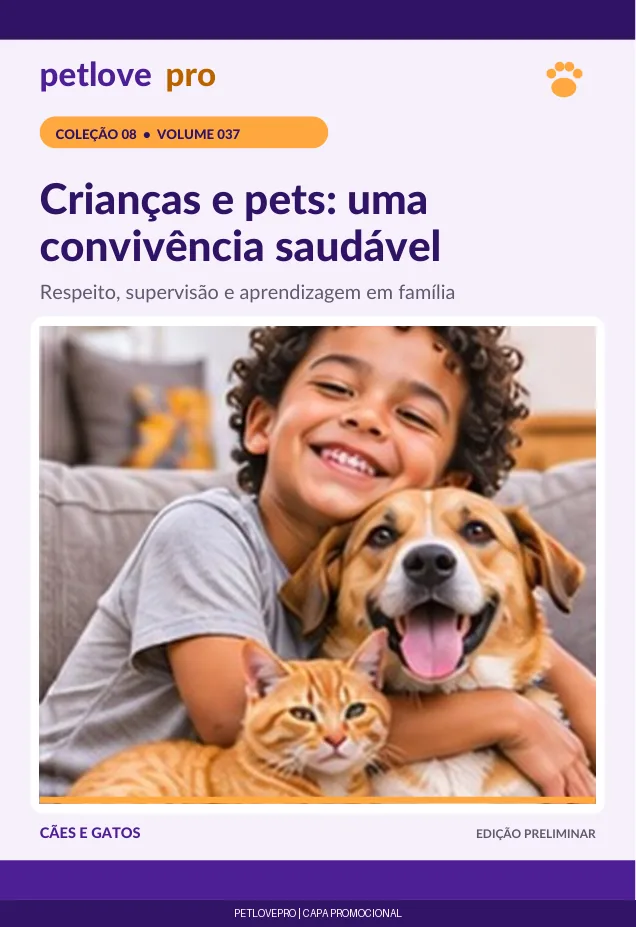 petlove pro
COLEÇÃO 08 ● VOLUME 037
Crianças e pets: uma
convivência saudável
Respeito, supervisão e aprendizagem em família
CÃES E GATOS
EDIÇÃO PRELIMINAR
PETLOVEPRO | CAPA PROMOCIONAL